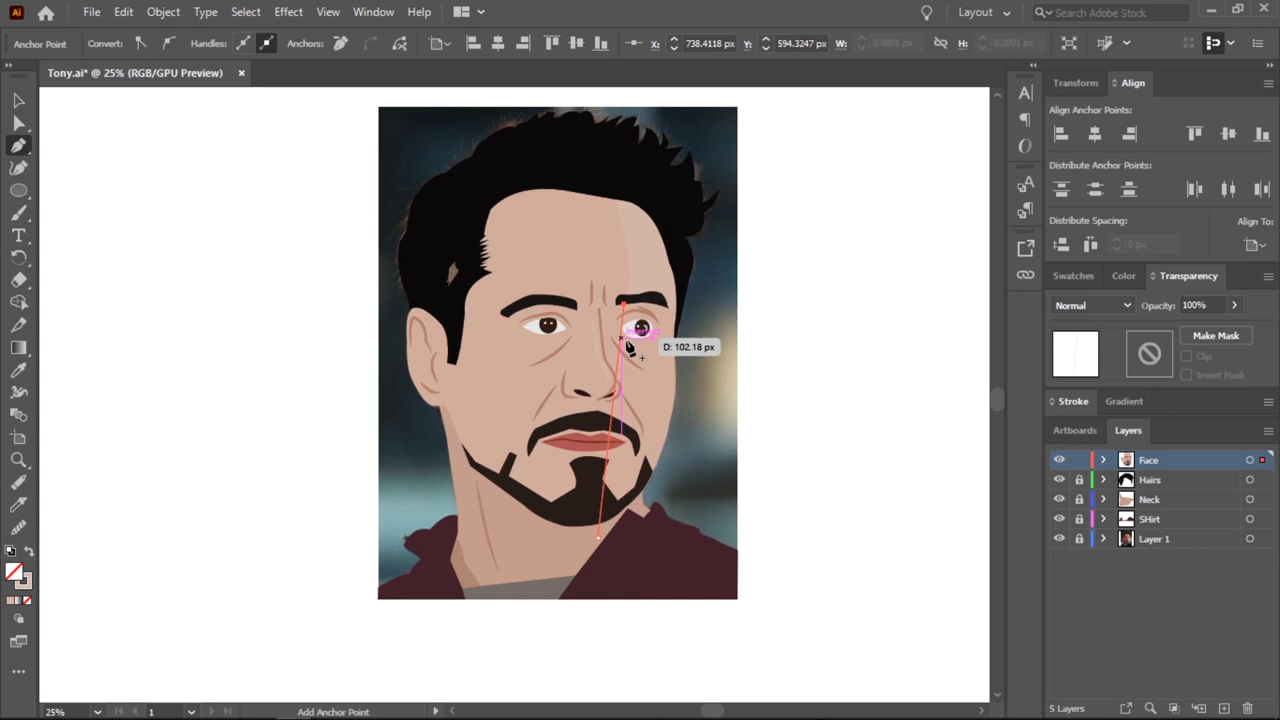 Ai File Edit Object Type Select Effect View Window Help Layout Search Adobe Stock
Anchor Point Convert: Handles: Anchors: X: 738.4118 px Y: 594.3247 px W: 0.0001 px H: 0.0001 px
Tony.ai* @ 25% (RGB/GPU Preview)
Transform Align
Align Anchor Points:
Distribute Anchor Points:
Distribute Spacing: Align To:
0 px
Swatches Color Transparency
Normal Opacity: 100%
Make Mask
Clip
Invert Mask
intersect
D: 102.18 px
Stroke Gradient
Artboards Layers
Face
Hairs
Neck
SHirt
Layer 1
25% 1 Add Anchor Point 5 Layers